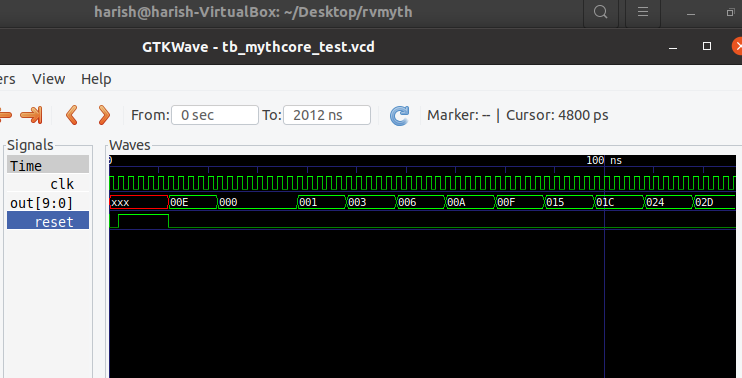 harish@harish-VirtualBox: ~/Desktop/rvmyth
GTKWave - tb_mythcore_test.vcd
ers View Help
From: 0 sec To: 2012 ns Marker: -- | Cursor: 4800 ps
Signals Waves
Time 0 100 ns
clk
out[9:0] xxx 00E 000 001 003 006 00A 00F 015 01C 024 02D
reset